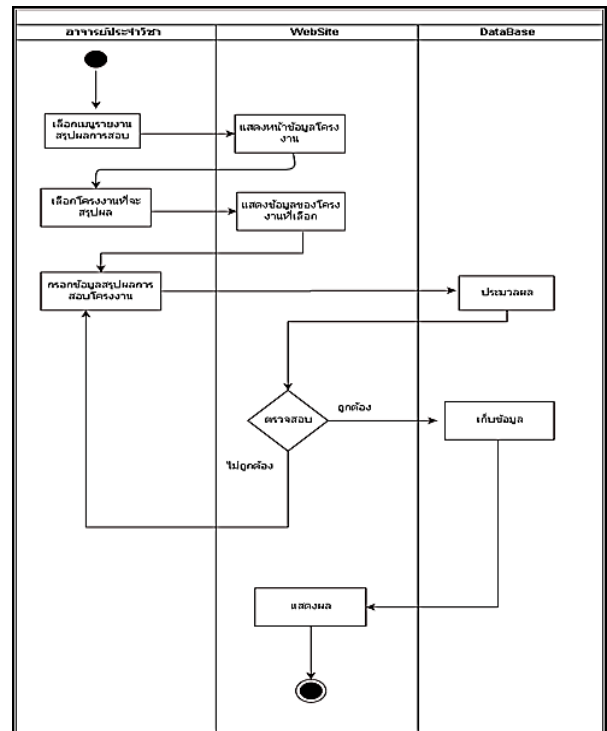 อาจารย์ประจำวิชา
WebSite
DataBase
เลือกเมนูรายงาน
สรุปผลการสอบ
แสดงหน้าข้อมูลโครง
งาน
เลือกโครงงานที่จะ
สรุปผล
แสดงข้อมูลของโครง
งานที่เลือก
กรอกข้อมูลสรุปผลการ
สอบโครงงาน
ประมวลผล
ตรวจสอบ
ถูกต้อง
เก็บข้อมูล
ไม่ถูกต้อง
แสดงผล